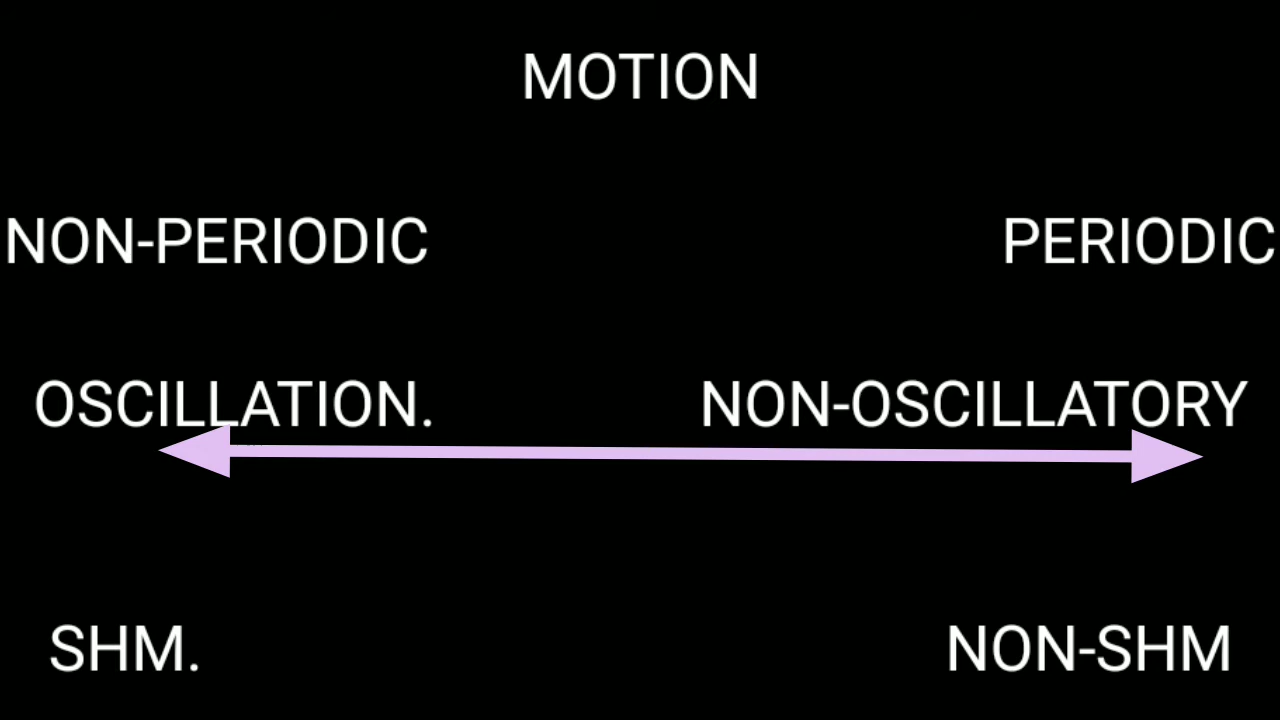 MOTION
NON-PERIODIC PERIODIC
OSCILLATION. NON-OSCILLATORY
SHM. NON-SHM